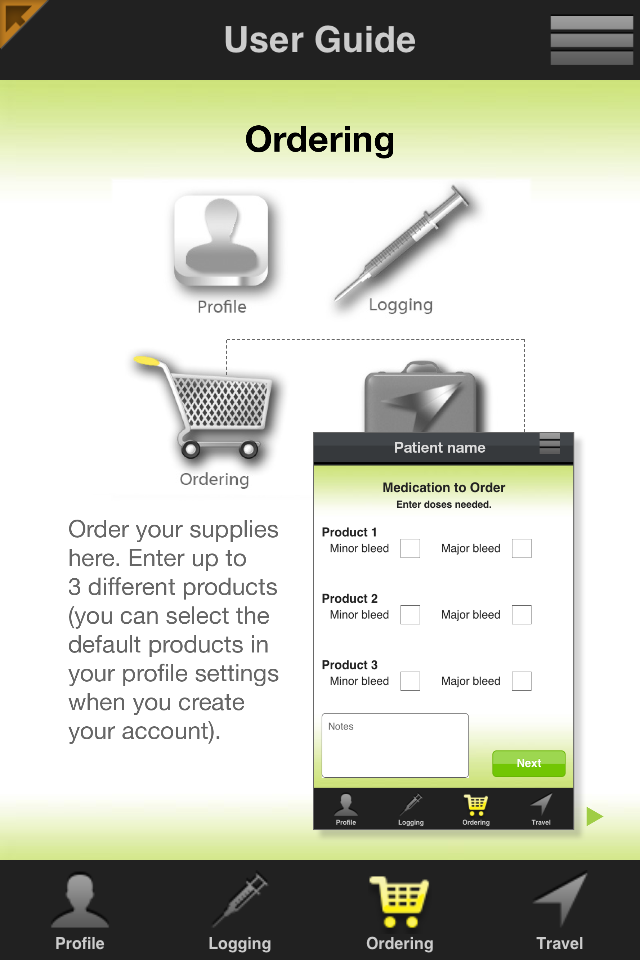 User Guide
Ordering
Profile
Logging
Ordering
Order your supplies
here. Enter up to
3 different products
(you can select the
default products in
your profile settings
when you create
your account).
Patient name
Medication to Order
Enter doses needed.
Product 1
Minor bleed Major bleed
Product 2
Minor bleed Major bleed
Product 3
Minor bleed Major bleed
Notes
Next
Profile Logging Ordering Travel
Profile Logging Ordering Travel